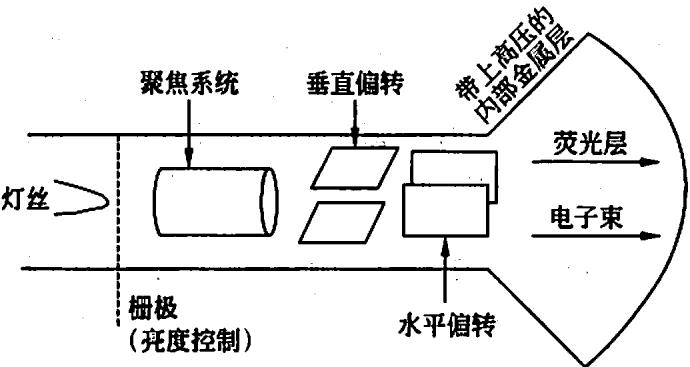 聚焦系统
垂直偏转
带上高压的
内部金属层
荧光层
灯丝
电子束
栅极
(亮度控制)
水平偏转